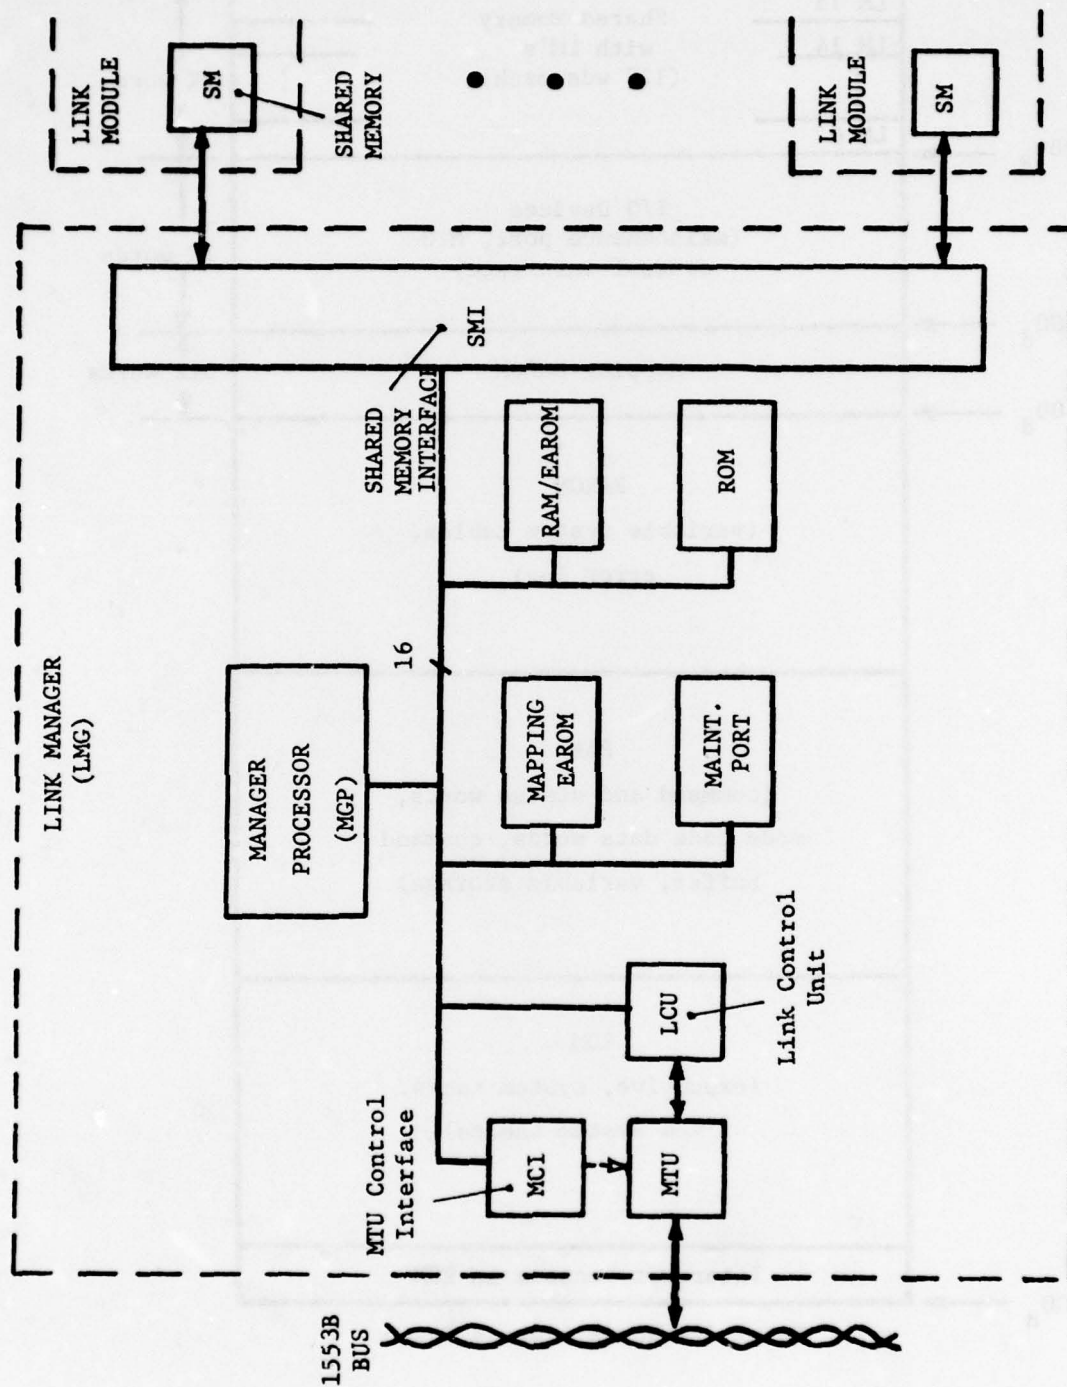 LINK MANAGER
(LMG)
MANAGER
PROCESSOR
(MGP)
1553B
BUS
MTU Control
Interface
16
SHARED
MEMORY
INTERFACE
SMI
LINK
MODULE
SM
SHARED
MEMORY
MCI
MAPPING
EAROM
RAM/EAROM
MTU
LCU
MAINT.
PORT
ROM
Link Control
Unit
LINK
MODULE
SM